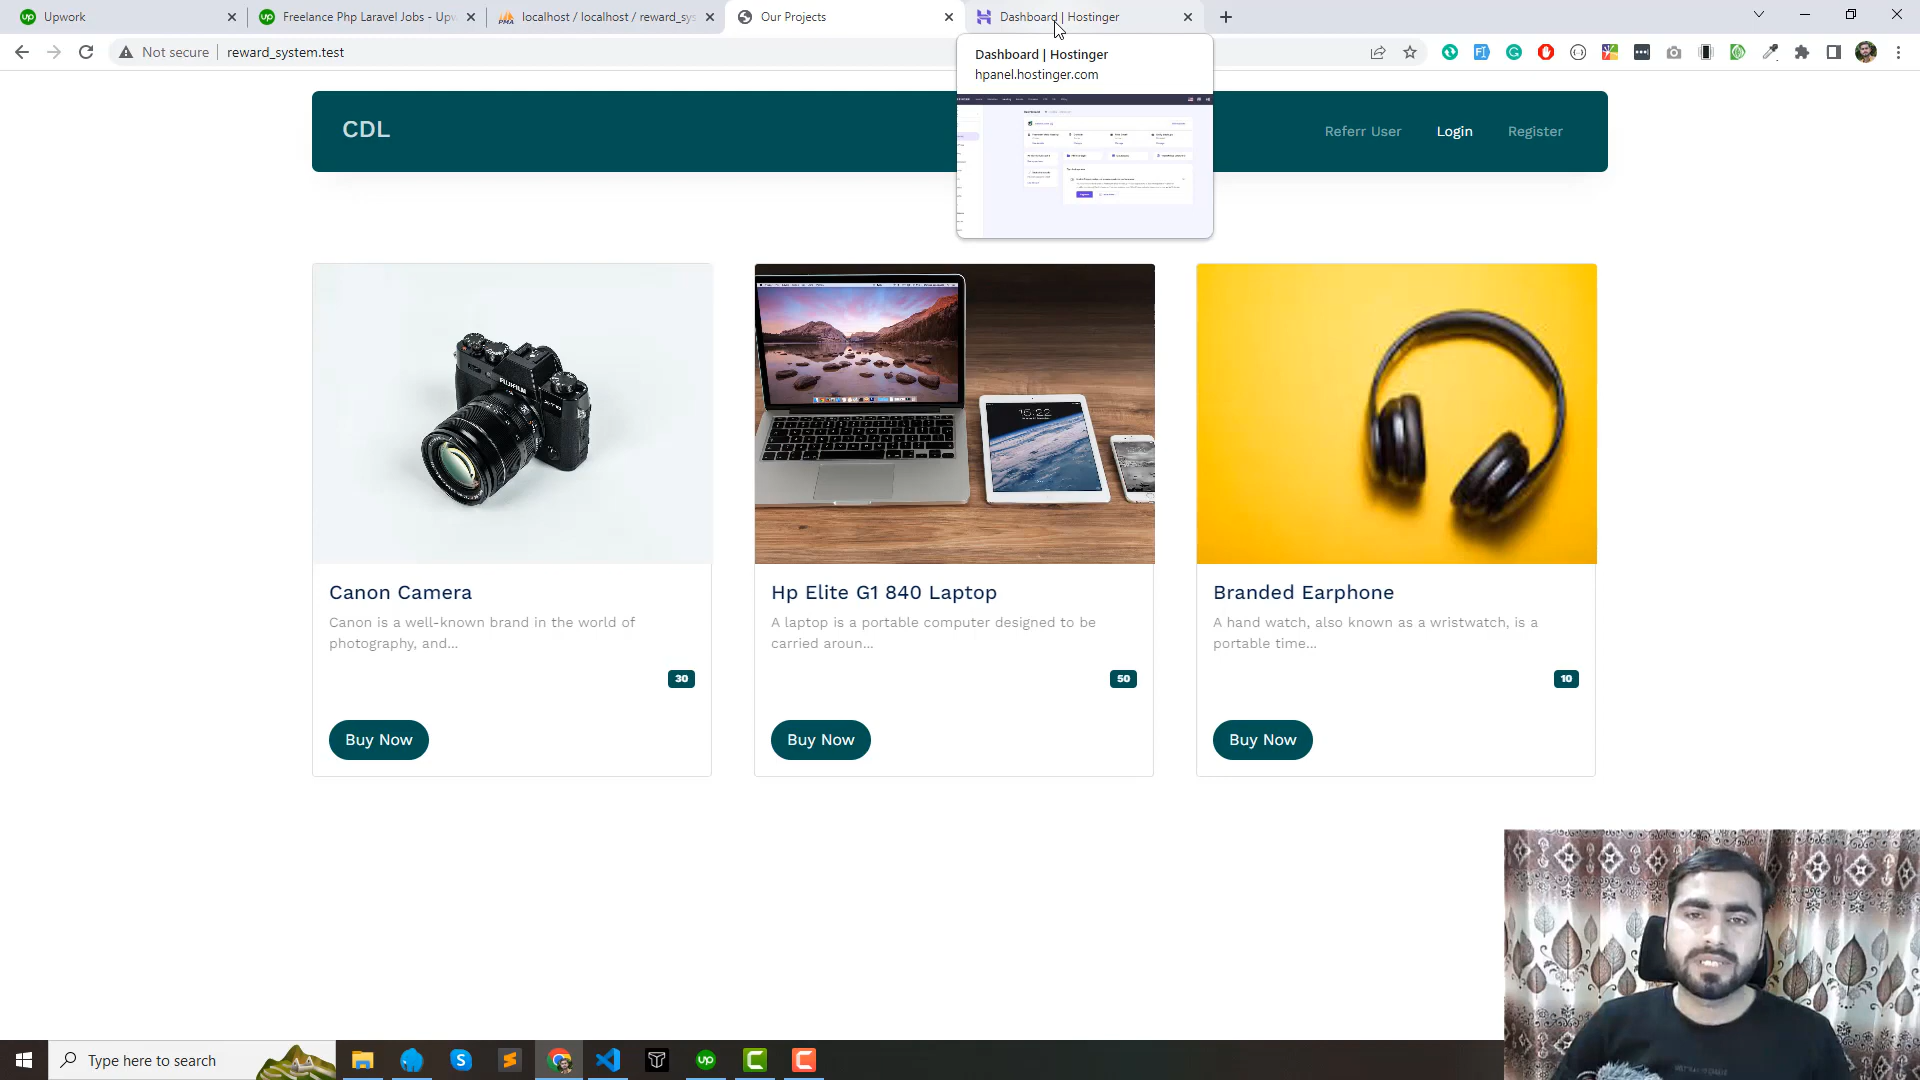 Upwork
Freelance Php Laravel Jobs - Upw
localhost / localhost / reward_sys
Our Projects
Dashboard | Hostinger
Not secure
reward_system.test
Dashboard | Hostinger
hpanel.hostinger.com
CDL
Referr User
Login
Register
FUJIFILM
15:22
Canon Camera
Canon is a well-known brand in the world of
photography, and...
30
Buy Now
Hp Elite G1 840 Laptop
A laptop is a portable computer designed to be
carried aroun...
50
Buy Now
Branded Earphone
A hand watch, also known as a wristwatch, is a
portable time...
10
Buy Now
Type here to search